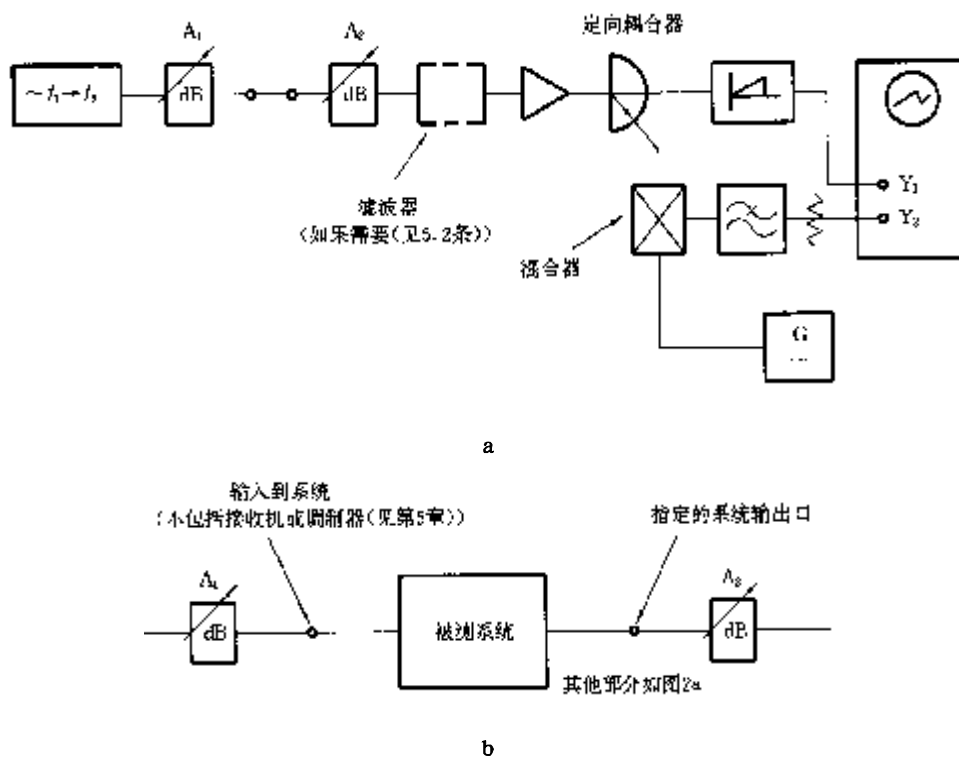 定向耦合器
A₁
A₂
~f₁→f₂
dB
dB
Y₁
Y₂
滤波器
(如果需要(见5.2条))
混合器
G
a
输入到系统
(不包括接收机或调制器(见第5章))
指定的系统输出口
A₁
A₂
dB
被测系统
dB
其他部分如图2a
b